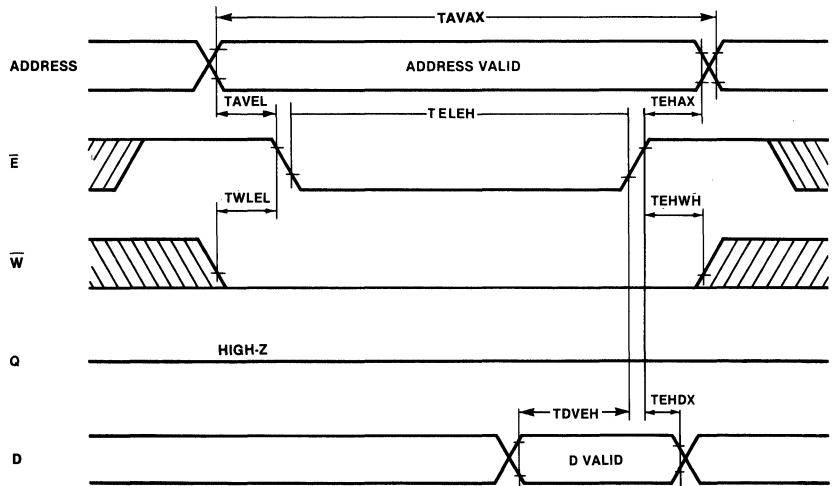 TAVAX
ADDRESS
ADDRESS VALID
TAVEL
TELEH
TEHAX
E
TWLEL
TEHWH
W
HIGH-Z
Q
TEHDX
TDVEH
D
D VALID